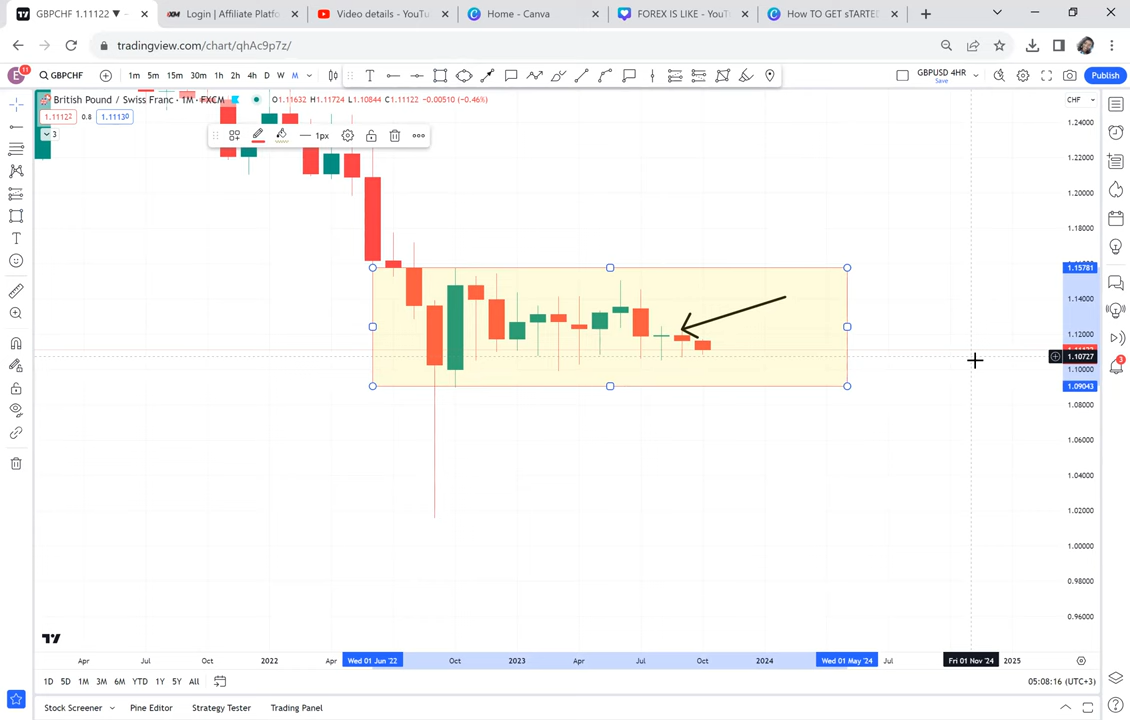 GBPCHF 1.11122 ▼
Login | Affiliate Platfo
Video details - YouTu
Home - Canva
FOREX IS LIKE - YouT
How TO GET sTARTED
tradingview.com/chart/qhAc9p7z/
E 11 GBPCHF 1m 5m 15m 30m 1h 2h 4h D W M GBPUSD 4HR Save Publish
British Pound / Swiss Franc · 1M · FXCM O1.11632 H1.11724 L1.10844 C1.11122 −0.00510 (−0.46%) CHF
1.11122 0.8 1.11130
3
1px
1.24000
1.22000
1.20000
1.18000
1.15781
1.14000
1.12000
1.10727
1.10000
1.09043
1.08000
1.06000
1.04000
1.02000
1.00000
0.98000
0.96000
3
Apr Jul Oct 2022 Apr Wed 01 Jun '22 Oct 2023 Apr Jul Oct 2024 Wed 01 May '24 Jul Fri 01 Nov '24 2025
1D 5D 1M 3M 6M YTD 1Y 5Y All 05:08:16 (UTC+3)
Stock Screener Pine Editor Strategy Tester Trading Panel